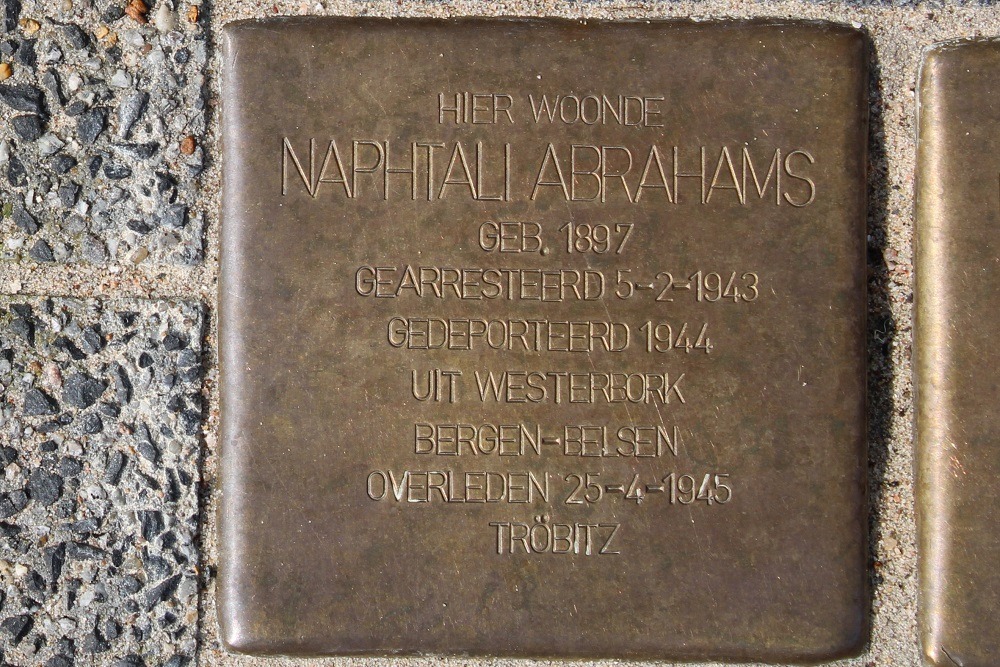 HIER WOONDE
NAPHTALI ABRAHAMS
GEB. 1897
GEARRESTEERD 5-2-1943
GEDEPORTEERD 1944
UIT WESTERBORK
BERGEN-BELSEN
OVERLEDEN 25-4-1945
TRÖBITZ